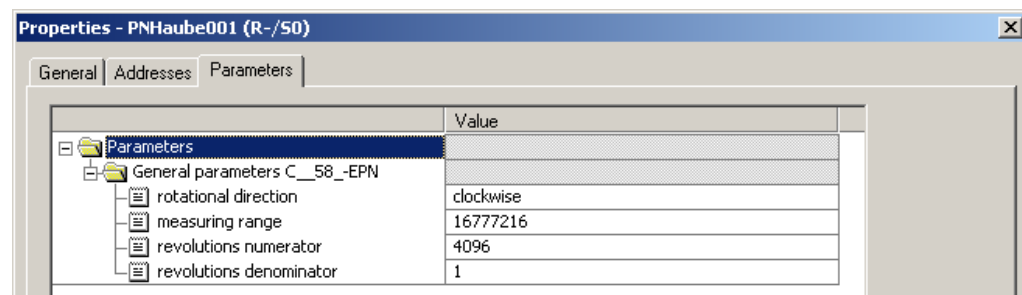 Properties - PNHaube001 (R-/S0)
General Addresses Parameters
Value
Parameters
General parameters C__58_-EPN
rotational direction clockwise
measuring range 16777216
revolutions numerator 4096
revolutions denominator 1